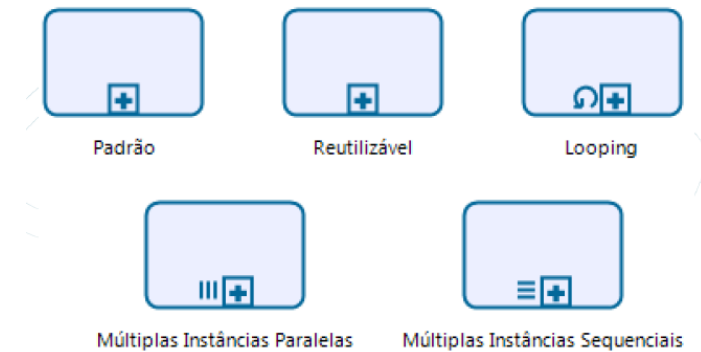 Padrão
Reutilizável
Looping
Múltiplas Instâncias Paralelas
Múltiplas Instâncias Sequenciais